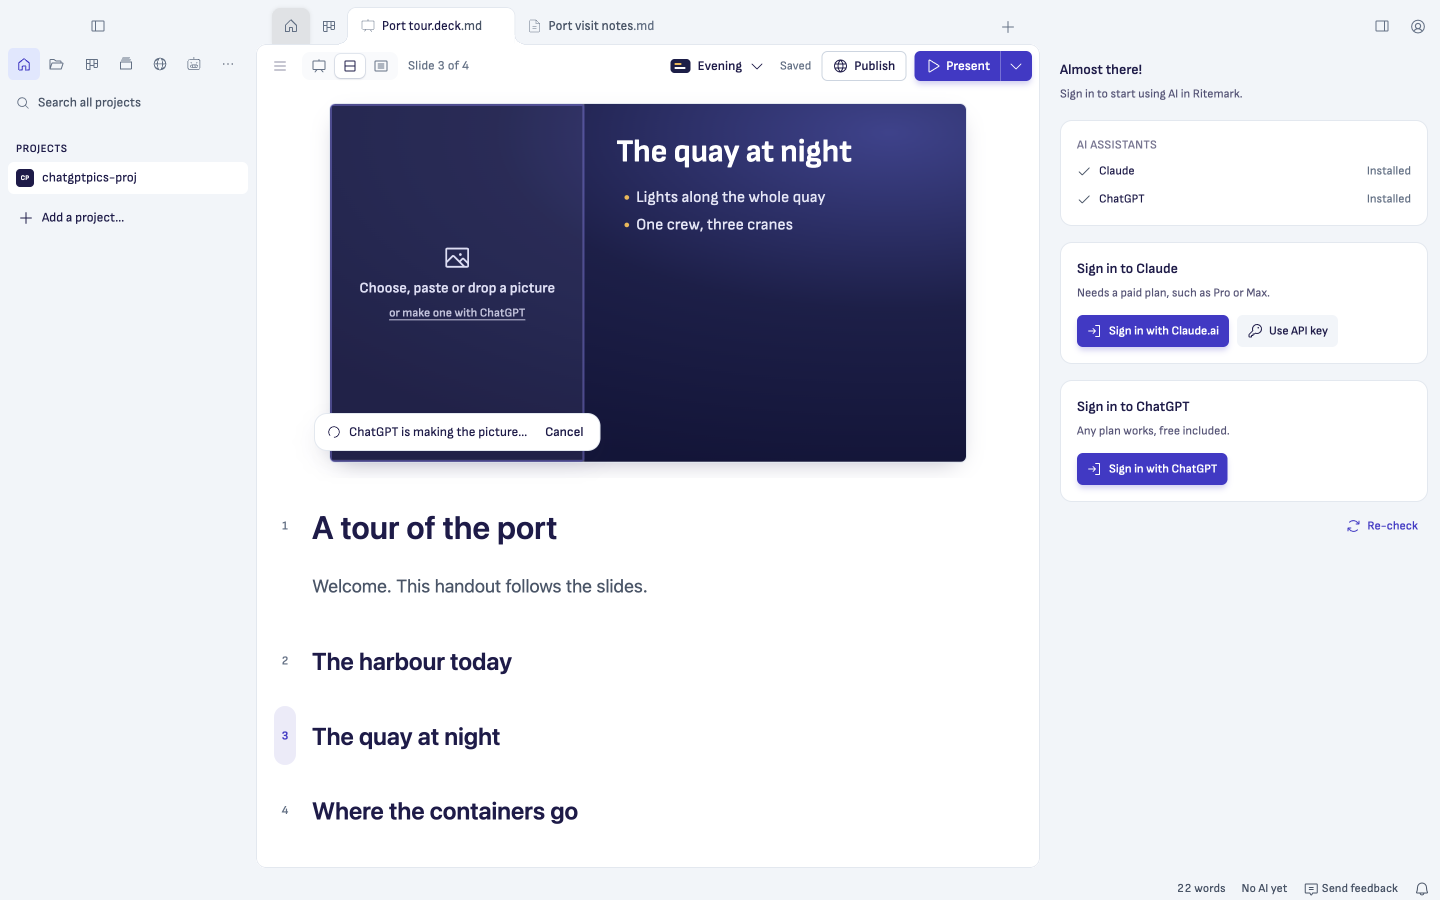 Port tour.deck.md
Port visit notes.md
Search all projects
PROJECTS
CP
chatgptpics-proj
Add a project...
Slide 3 of 4
Evening
Saved
Publish
Present
The quay at night
Lights along the whole quay
One crew, three cranes
Choose, paste or drop a picture
or make one with ChatGPT
ChatGPT is making the picture...
Cancel
1
A tour of the port
Welcome. This handout follows the slides.
2
The harbour today
3
The quay at night
4
Where the containers go
Almost there!
Sign in to start using AI in Ritemark.
AI ASSISTANTS
Claude
Installed
ChatGPT
Installed
Sign in to Claude
Needs a paid plan, such as Pro or Max.
Sign in with Claude.ai
Use API key
Sign in to ChatGPT
Any plan works, free included.
Sign in with ChatGPT
Re-check
22 words
No AI yet
Send feedback